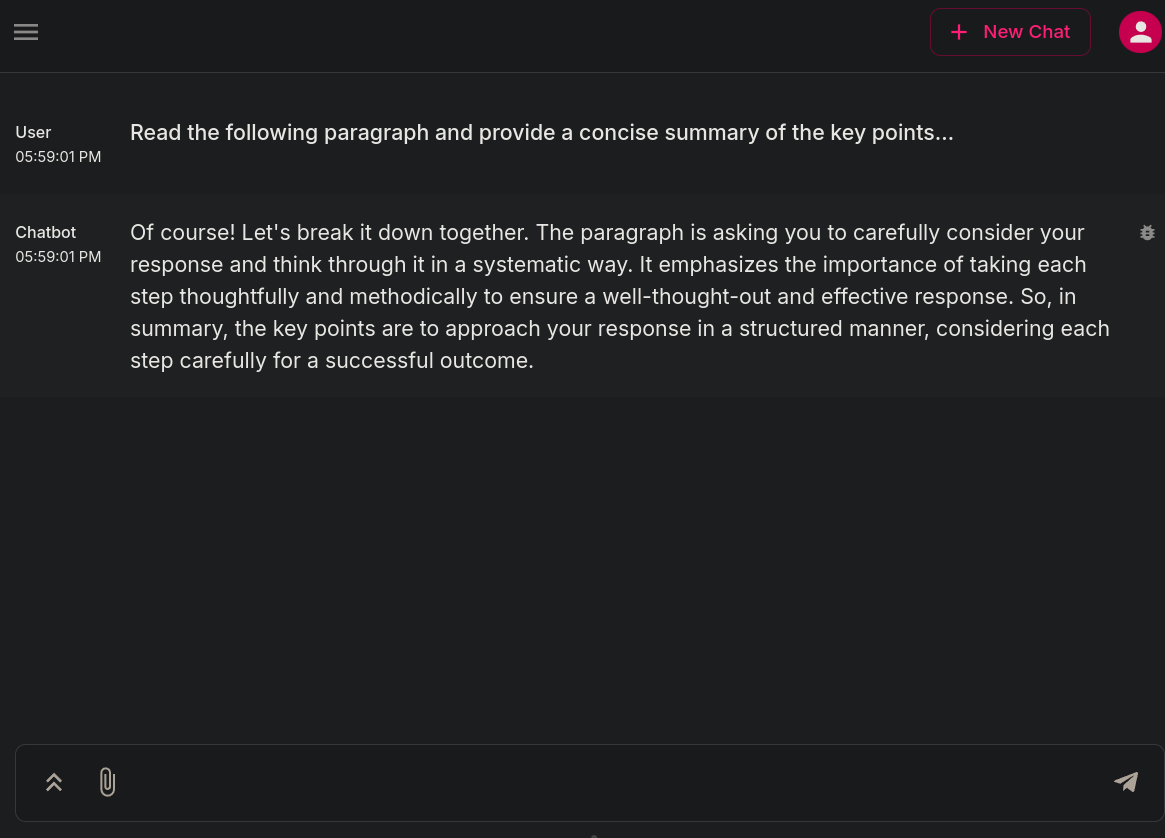 New Chat
User
05:59:01 PM
Read the following paragraph and provide a concise summary of the key points...
Chatbot
05:59:01 PM
Of course! Let's break it down together. The paragraph is asking you to carefully consider your
response and think through it in a systematic way. It emphasizes the importance of taking each
step thoughtfully and methodically to ensure a well-thought-out and effective response. So, in
summary, the key points are to approach your response in a structured manner, considering each
step carefully for a successful outcome.